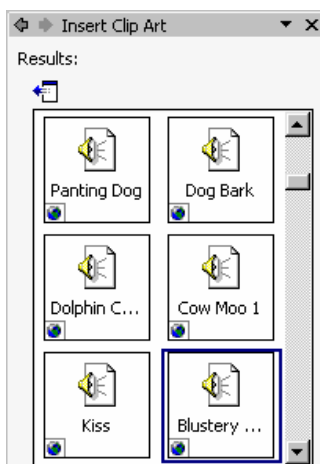 Insert Clip Art
Results:
Panting Dog
Dog Bark
Dolphin C...
Cow Moo 1
Kiss
Blustery ...